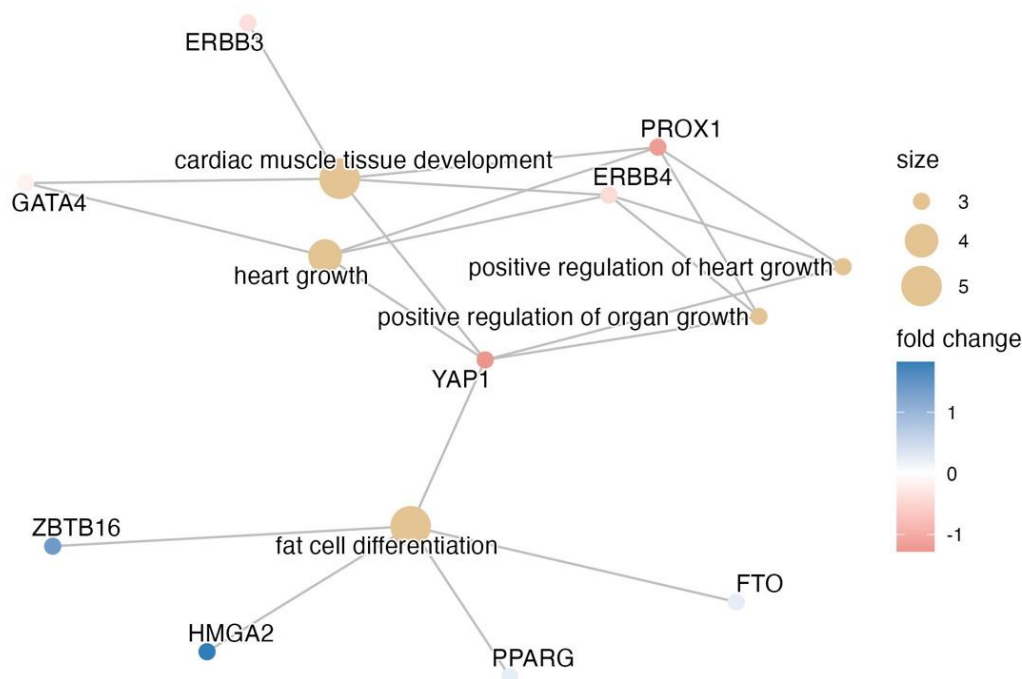 ERBB3
PROX1
cardiac muscle tissue development
size
ERBB4
3
GATA4
4
positive regulation of heart growth
heart growth
5
positive regulation of organ growth
fold change
YAP1
1
0
-1
ZBTB16
fat cell differentiation
FTO
HMGA2
PPARG